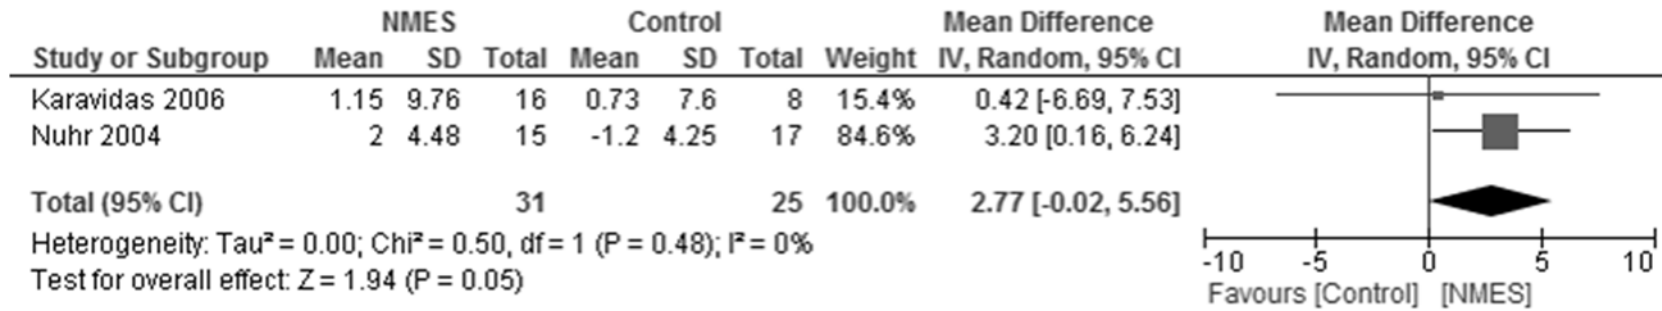 NMES Control Mean Difference Mean Difference
Study or Subgroup Mean SD Total Mean SD Total Weight IV, Random, 95% CI IV, Random, 95% CI
Karavidas 2006 1.15 9.76 16 0.73 7.6 8 15.4% 0.42 [-6.69, 7.53]
Nuhr 2004 2 4.48 15 -1.2 4.25 17 84.6% 3.20 [0.16, 6.24]
Total (95% CI) 31 25 100.0% 2.77 [-0.02, 5.56]
Heterogeneity: Tau² = 0.00; Chi² = 0.50, df = 1 (P = 0.48); I² = 0%
Test for overall effect: Z = 1.94 (P = 0.05)
-10 -5 0 5 10
Favours [Control] [NMES]